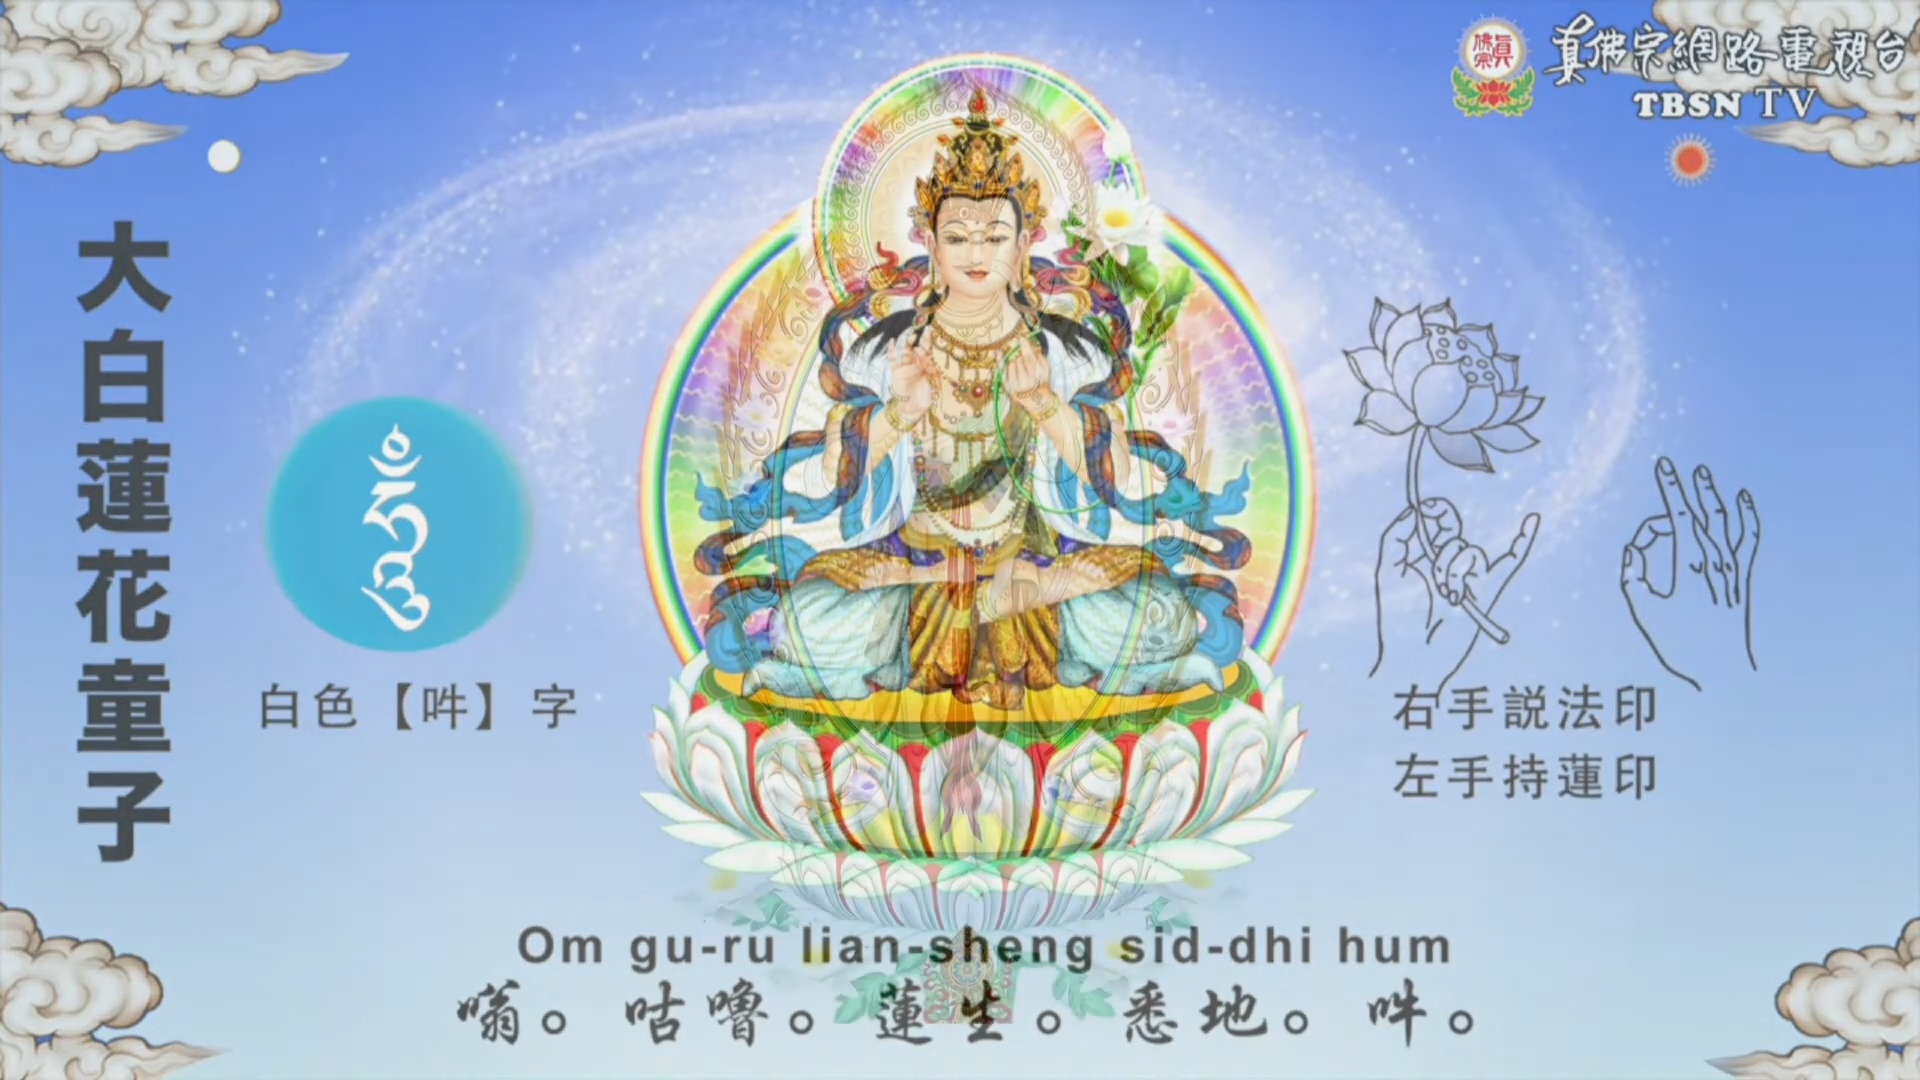 真佛宗網路電視台
TBSN TV
大白蓮花童子
白色【吽】字
右手説法印
左手持蓮印
Om gu-ru lian-sheng sid-dhi hum
嗡。咕嚕。蓮生。悉地。吽。